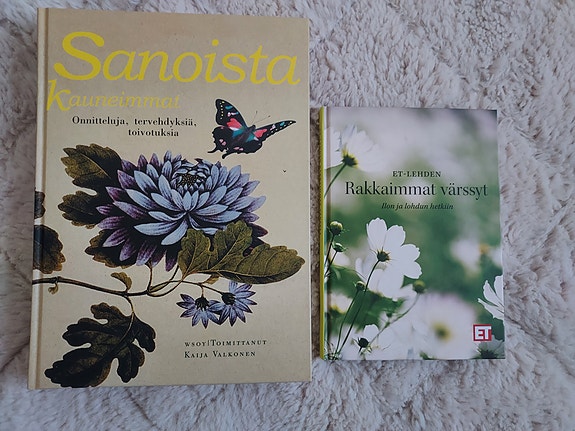 Sanoista
Kauneimmat
Onnitteluja, tervehdyksiä,
toivotuksia
WSOY|TOIMITTANUT
KAIJA VALKONEN
ET-LEHDEN
Rakkaimmat värssyt
Ilon ja lohdun hetkiin
ET